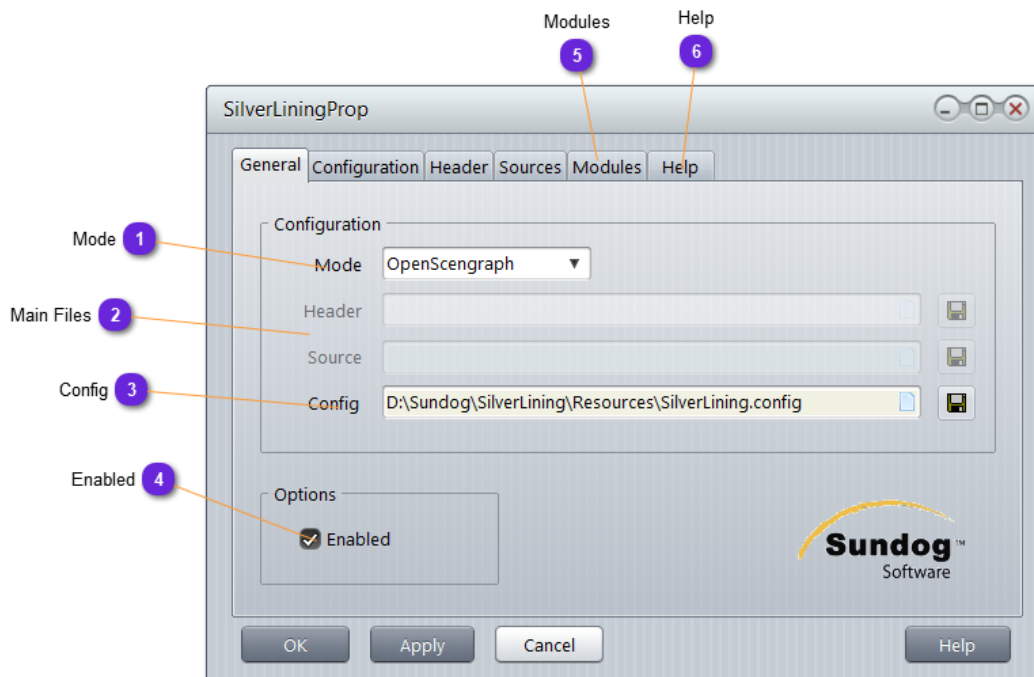 Modules
Help
5
6
SilverLiningProp
General Configuration Header Sources Modules Help
Configuration
Mode 1
Mode OpenScengraph
Header
Main Files 2
Source
Config 3
Config D:\Sundog\SilverLining\Resources\SilverLining.config
Enabled 4
Options
Enabled
Sundog™
Software
OK Apply Cancel Help